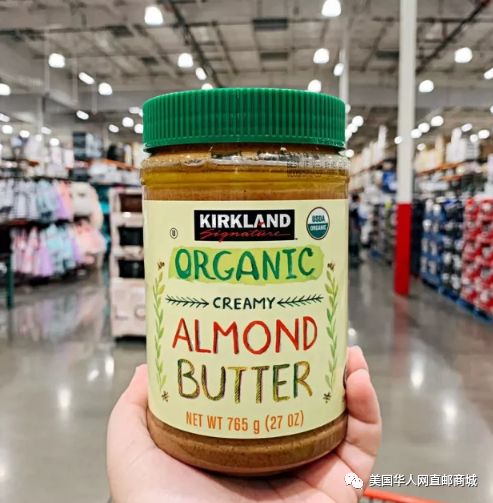 KIRKLAND
Signature
USDA
ORGANIC
ORGANIC
CREAMY
ALMOND
BUTTER
NET WT 765 g (27 OZ)
美国华人网直邮商城